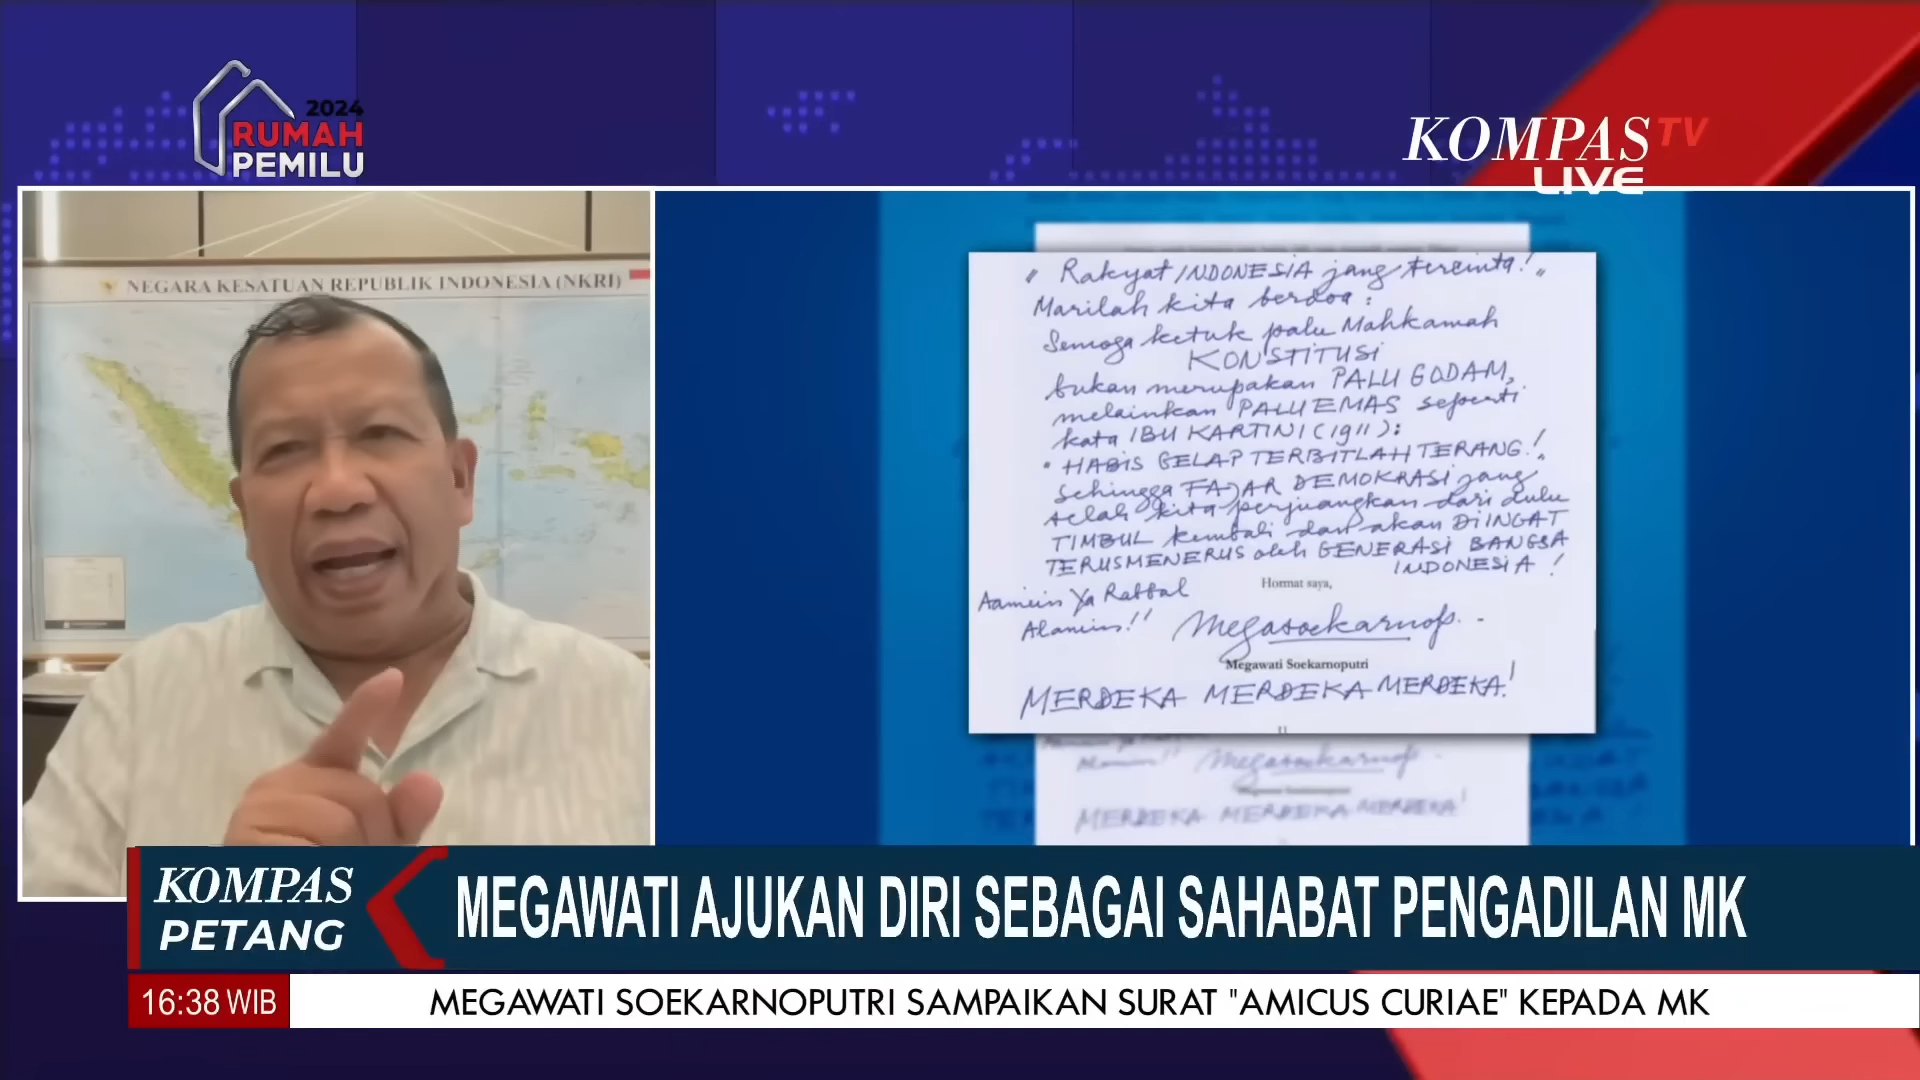 2024
RUMAH
PEMILU
KOMPAS TV
LIVE
NEGARA KESATUAN REPUBLIK INDONESIA (NKRI)
" Rakyat INDONESIA jang tercinta! "
Marilah kita berdoa :
Semoga ketuk palu Mahkamah
KONSTITUSI
bukan merupakan PALU GODAM,
melainkan PALU EMAS seperti
kata IBU KARTINI (1911):
" HABIS GELAP TERBITLAH TERANG! "
sehingga FAJAR DEMOKRASI jang
telah kita perjuangkan dari dulu
TIMBUL kembali dan akan DIINGAT
TERUSMENERUS oleh GENERASI BANGSA
INDONESIA !
Hormat saya,
Aamiin Ya Rabbal
Alamin!!
Megawati Soekarnoputri
MERDEKA MERDEKA MERDEKA!
MERDEKA MERDEKA MERDEKA!
KOMPAS
PETANG
MEGAWATI AJUKAN DIRI SEBAGAI SAHABAT PENGADILAN MK
16:38 WIB
MEGAWATI SOEKARNOPUTRI SAMPAIKAN SURAT "AMICUS CURIAE" KEPADA MK